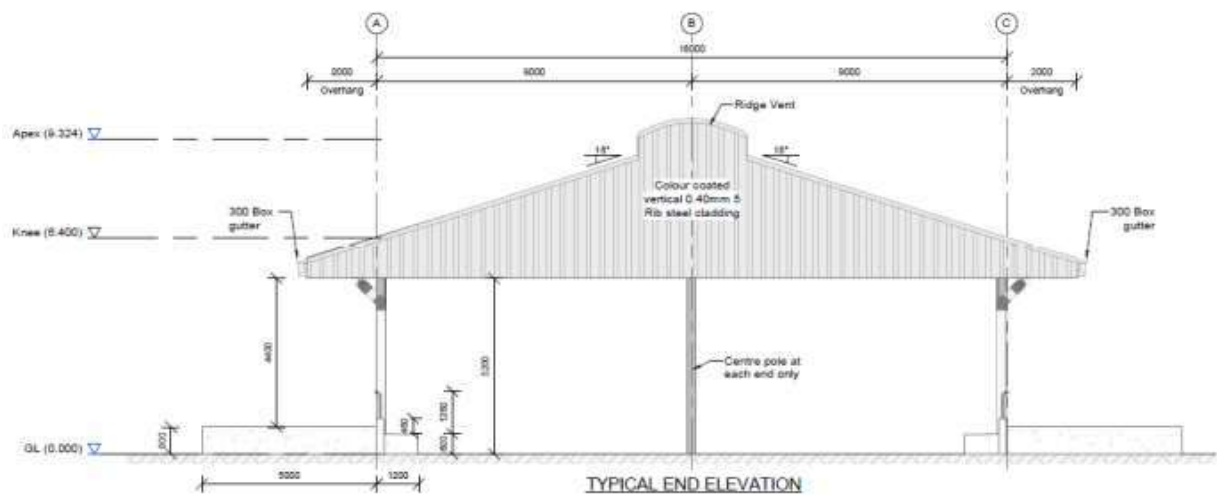 A
B
C
18000
2000
9000
9000
2000
Overhang
Overhang
Ridge Vent
Apex (9.324)
18°
18°
Colour coated
vertical 0.40mm 5
Rib steel cladding
300 Box
gutter
300 Box
gutter
Knee (6.400)
4400
5200
Centre pole at
each end only
1250
450
600
800
GL (0.000)
5000
1200
TYPICAL END ELEVATION